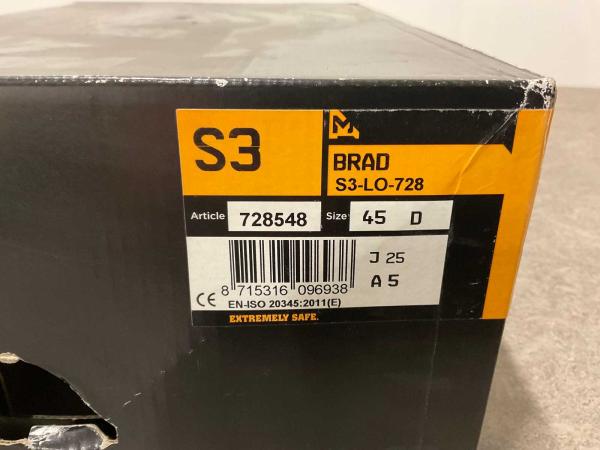 S3
M
BRAD
S3-LO-728
Article 728548 Size 45 D
J 25
A 5
8 715316 096938
CE EN-ISO 20345:2011(E)
EXTREMELY SAFE.